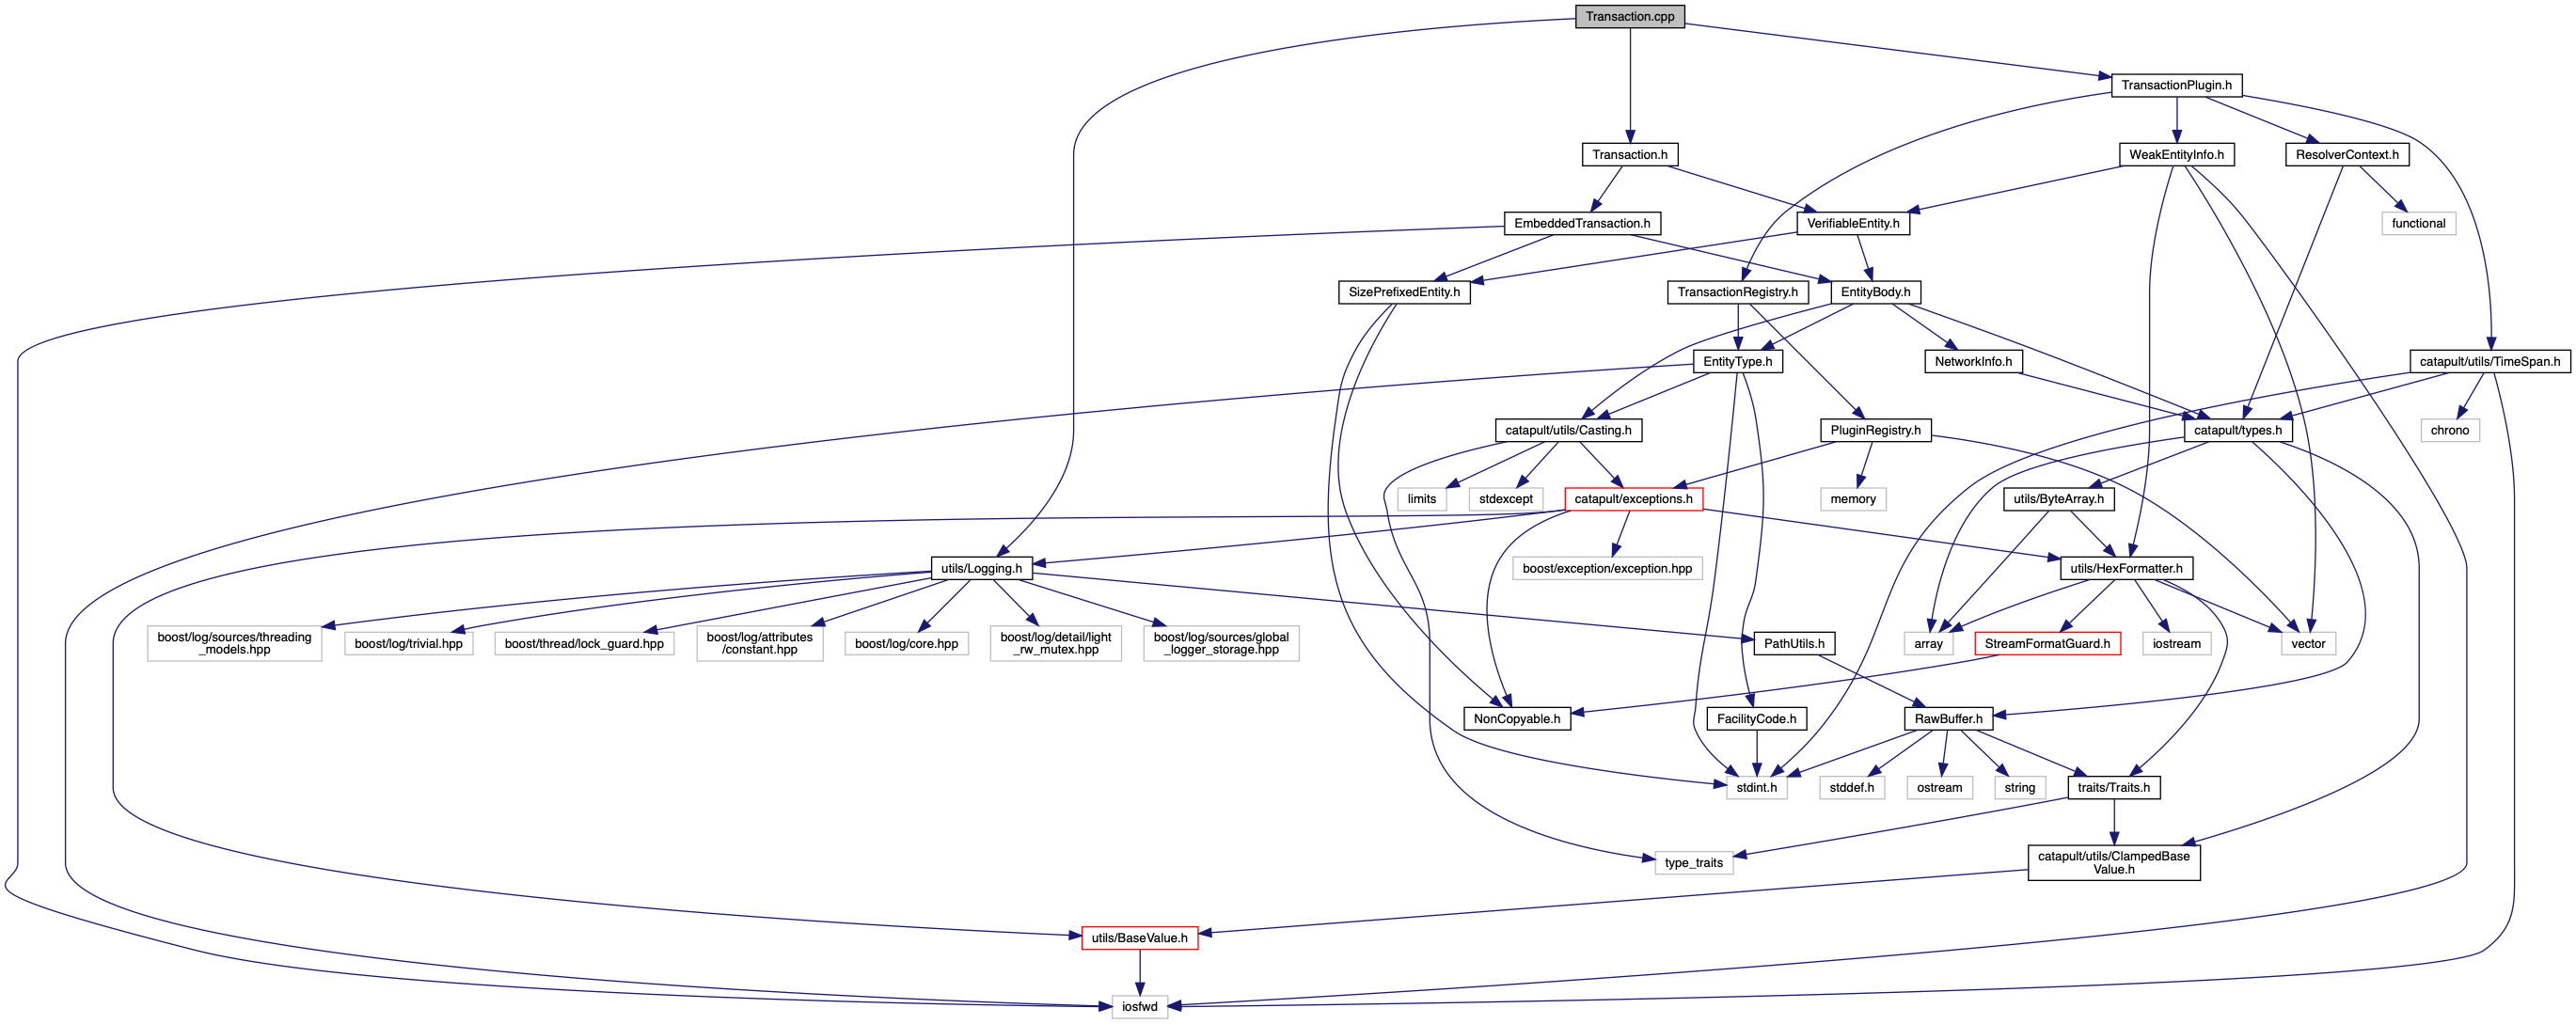 Transaction.cpp
TransactionPlugin.h
Transaction.h
WeakEntityInfo.h
ResolverContext.h
EmbeddedTransaction.h
VerifiableEntity.h
functional
SizePrefixedEntity.h
TransactionRegistry.h
EntityBody.h
EntityType.h
NetworkInfo.h
catapult/utils/TimeSpan.h
catapult/utils/Casting.h
PluginRegistry.h
catapult/types.h
chrono
limits
stdexcept
catapult/exceptions.h
memory
utils/ByteArray.h
utils/Logging.h
boost/exception/exception.hpp
utils/HexFormatter.h
boost/log/sources/threading
_models.hpp
boost/log/trivial.hpp
boost/thread/lock_guard.hpp
boost/log/attributes
/constant.hpp
boost/log/core.hpp
boost/log/detail/light
_rw_mutex.hpp
boost/log/sources/global
_logger_storage.hpp
PathUtils.h
array
StreamFormatGuard.h
iostream
vector
NonCopyable.h
FacilityCode.h
RawBuffer.h
stdint.h
stddef.h
ostream
string
traits/Traits.h
type_traits
catapult/utils/ClampedBase
Value.h
utils/BaseValue.h
iosfwd